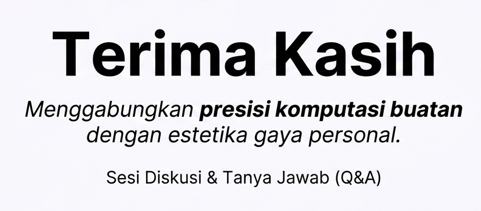 Terima Kasih
Menggabungkan presisi komputasi buatan
dengan estetika gaya personal.
Sesi Diskusi & Tanya Jawab (Q&A)